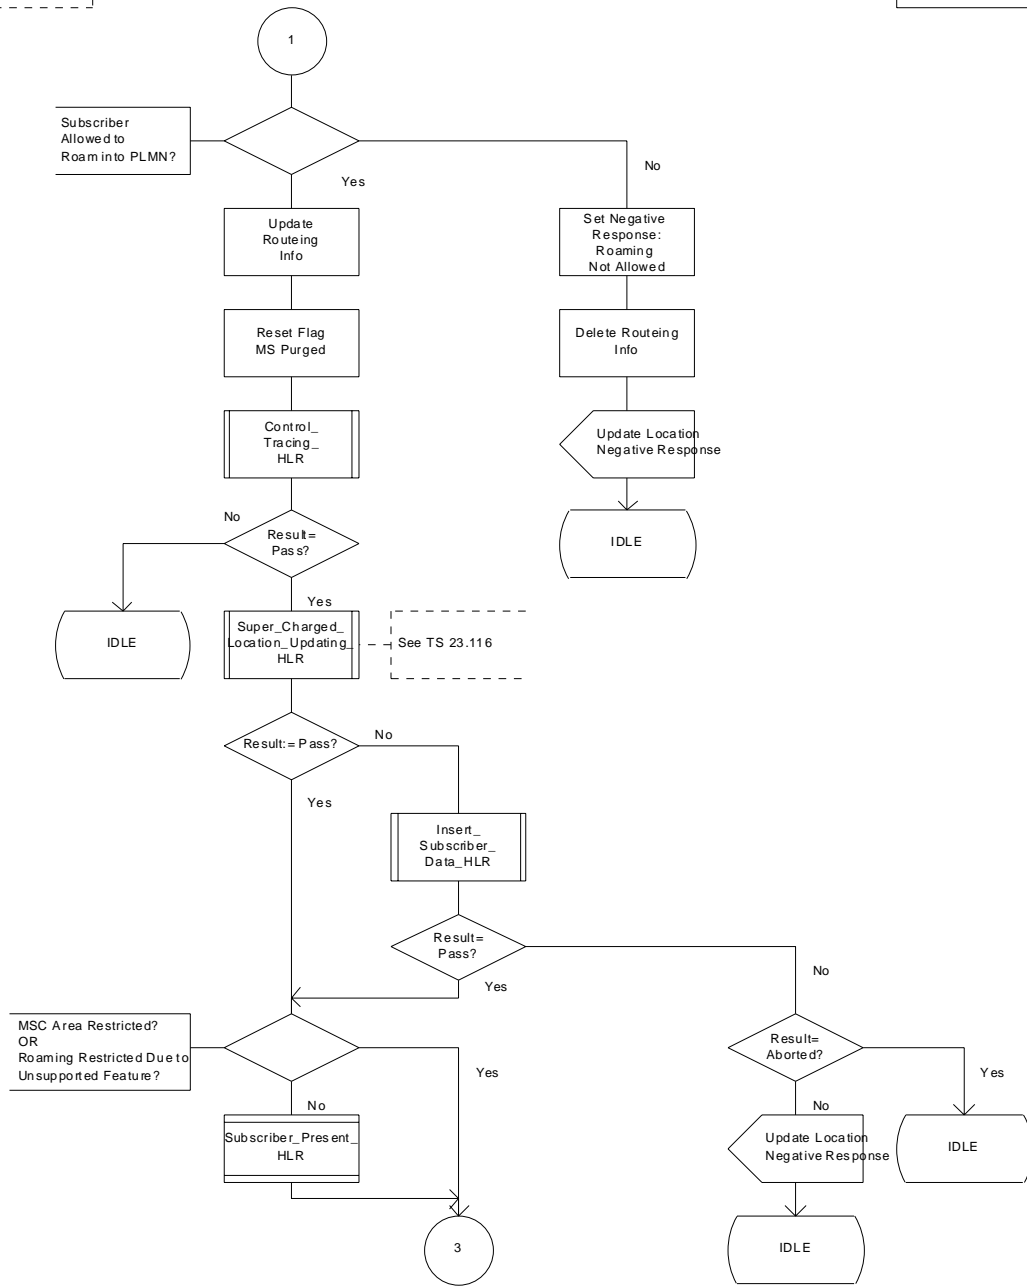 1
Subscriber
Allowed to
Roam into PLMN?
No
Yes
Update
Routeing
Info
Set Negative
Response:
Roaming
Not Allowed
Reset Flag
MS Purged
Delete Routeing
Info
Control_
Tracing_
HLR
Update Location
Negative Response
No
Result=
Pass?
IDLE
Yes
IDLE
Super_Charged_
Location_Updating_
HLR
See TS 23.116
Result:=Pass?
No
Yes
Insert_
Subscriber_
Data_HLR
Result=
Pass?
No
Yes
MSC Area Restricted?
OR
Roaming Restricted Due to
Unsupported Feature?
Yes
Result=
Aborted?
Yes
No
No
Subscriber_Present_
HLR
Update Location
Negative Response
IDLE
3
IDLE